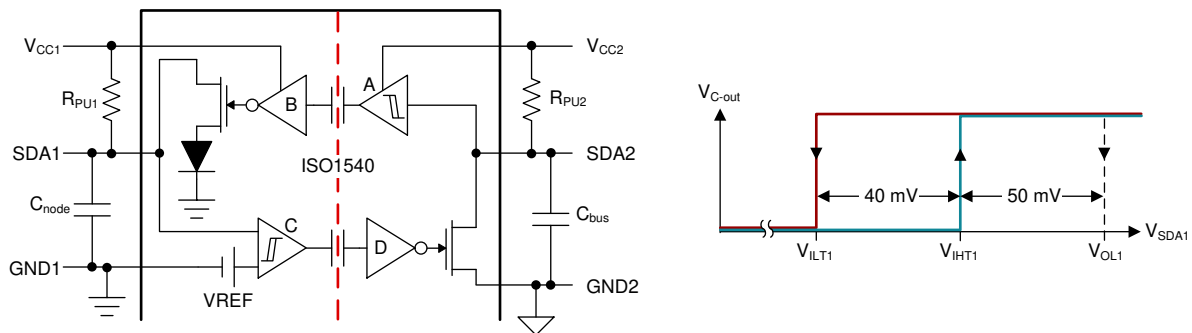 VCC1
VCC2
A
B
RPU1
RPU2
SDA1
ISO1540
SDA2
Cnode
C
D
Cbus
GND1
VREF
GND2
VC-out
40 mV
50 mV
VSDA1
VILT1
VIHT1
VOL1